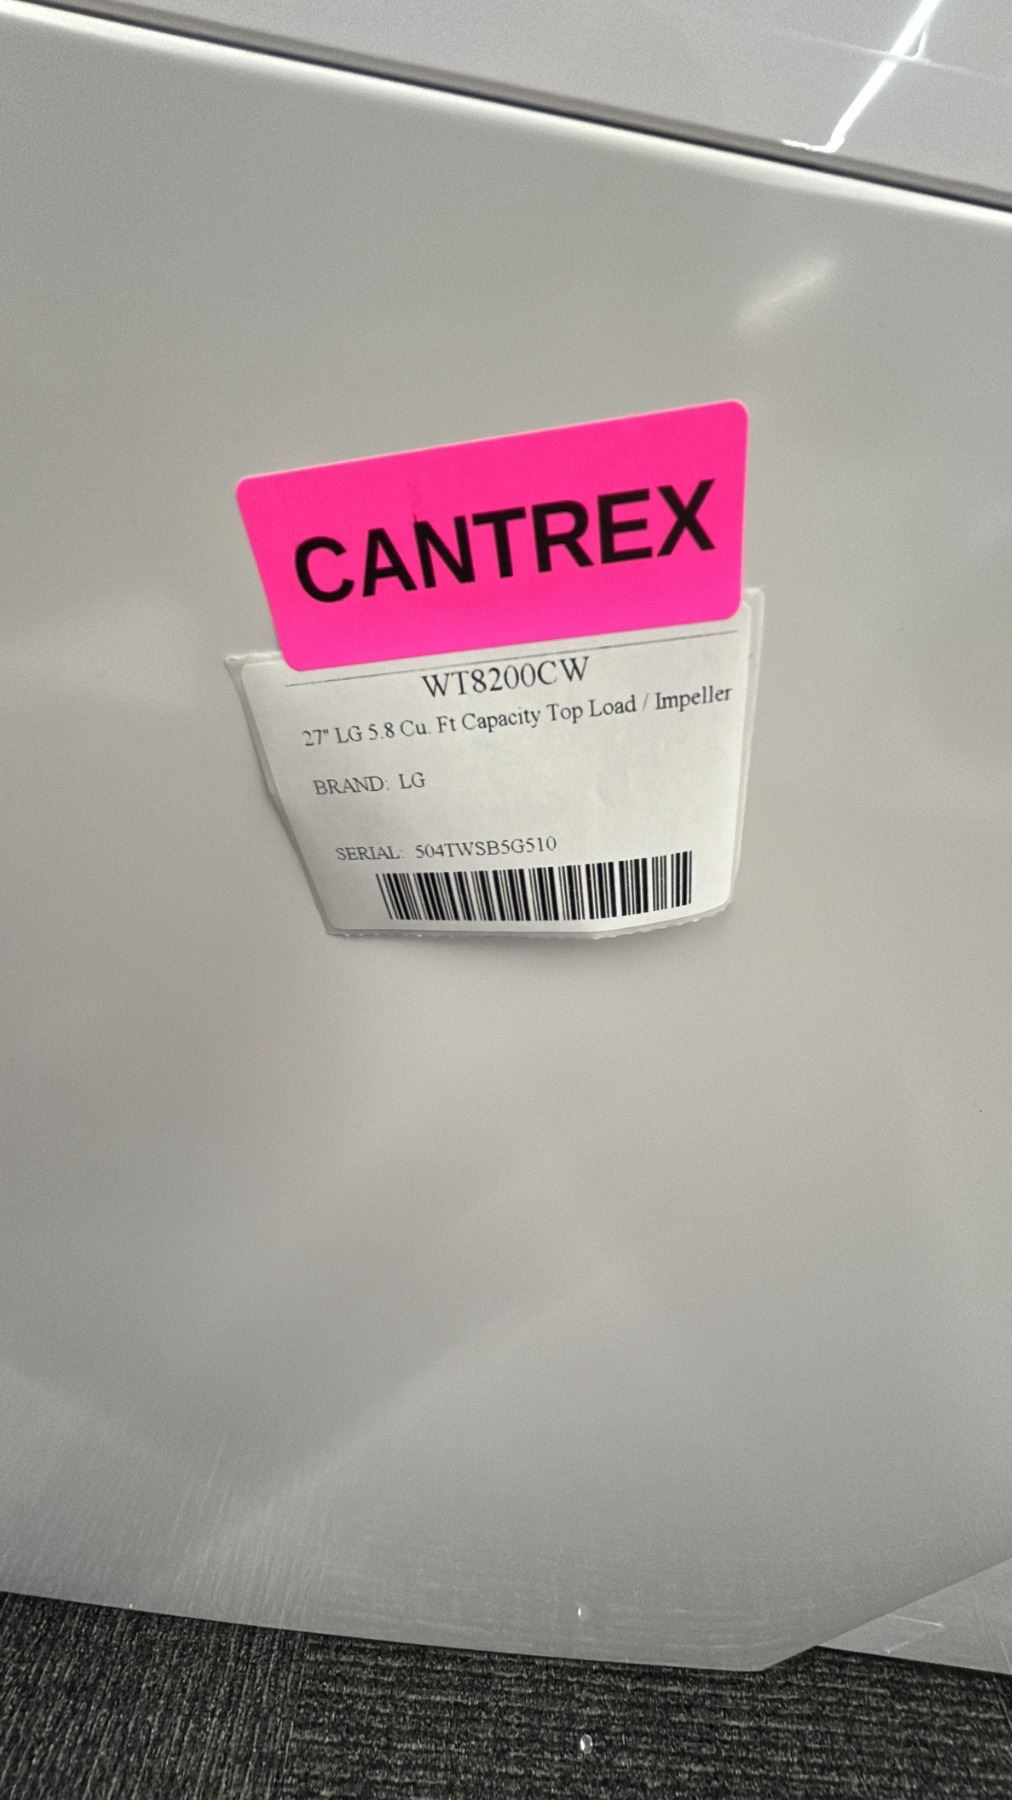 CANTREX
WT8200CW
27" LG 5.8 Cu. Ft Capacity Top Load / Impeller
BRAND: LG
SERIAL: 504TWSB5G510